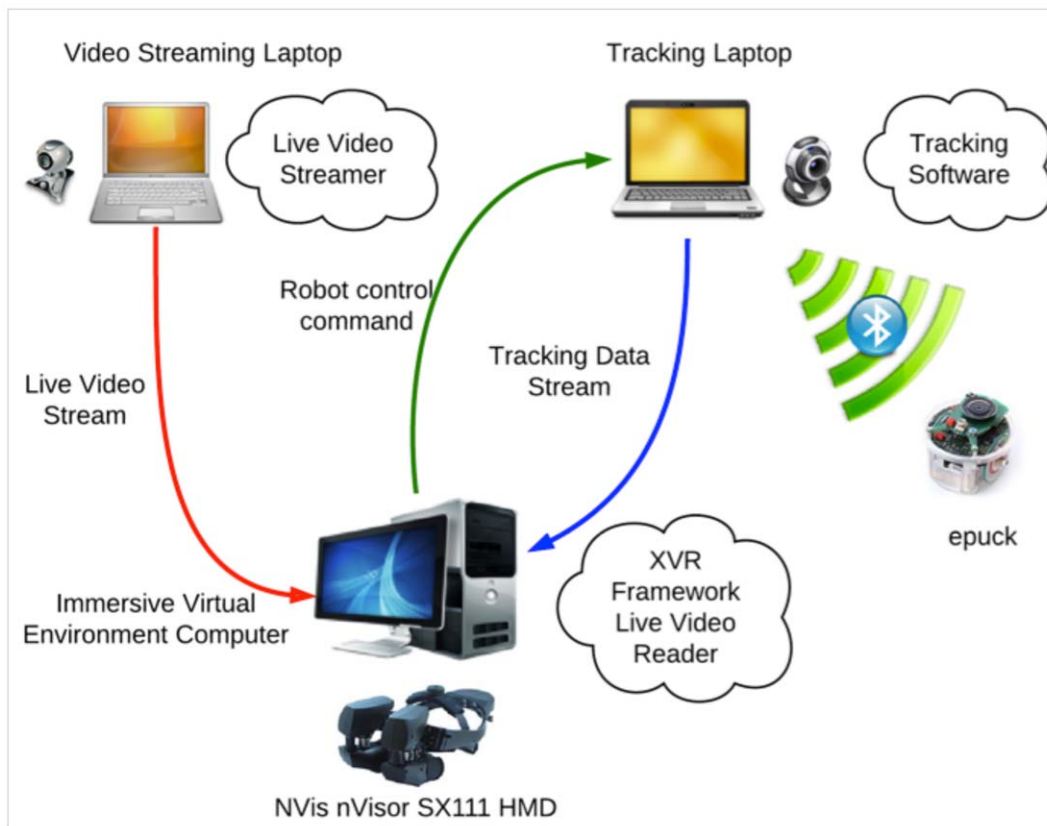 Video Streaming Laptop
Tracking Laptop
Live Video
Streamer
Tracking
Software
Robot control
command
Tracking Data
Stream
Live Video
Stream
epuck
XVR
Framework
Live Video
Reader
Immersive Virtual
Environment Computer
NVis nVisor SX111 HMD